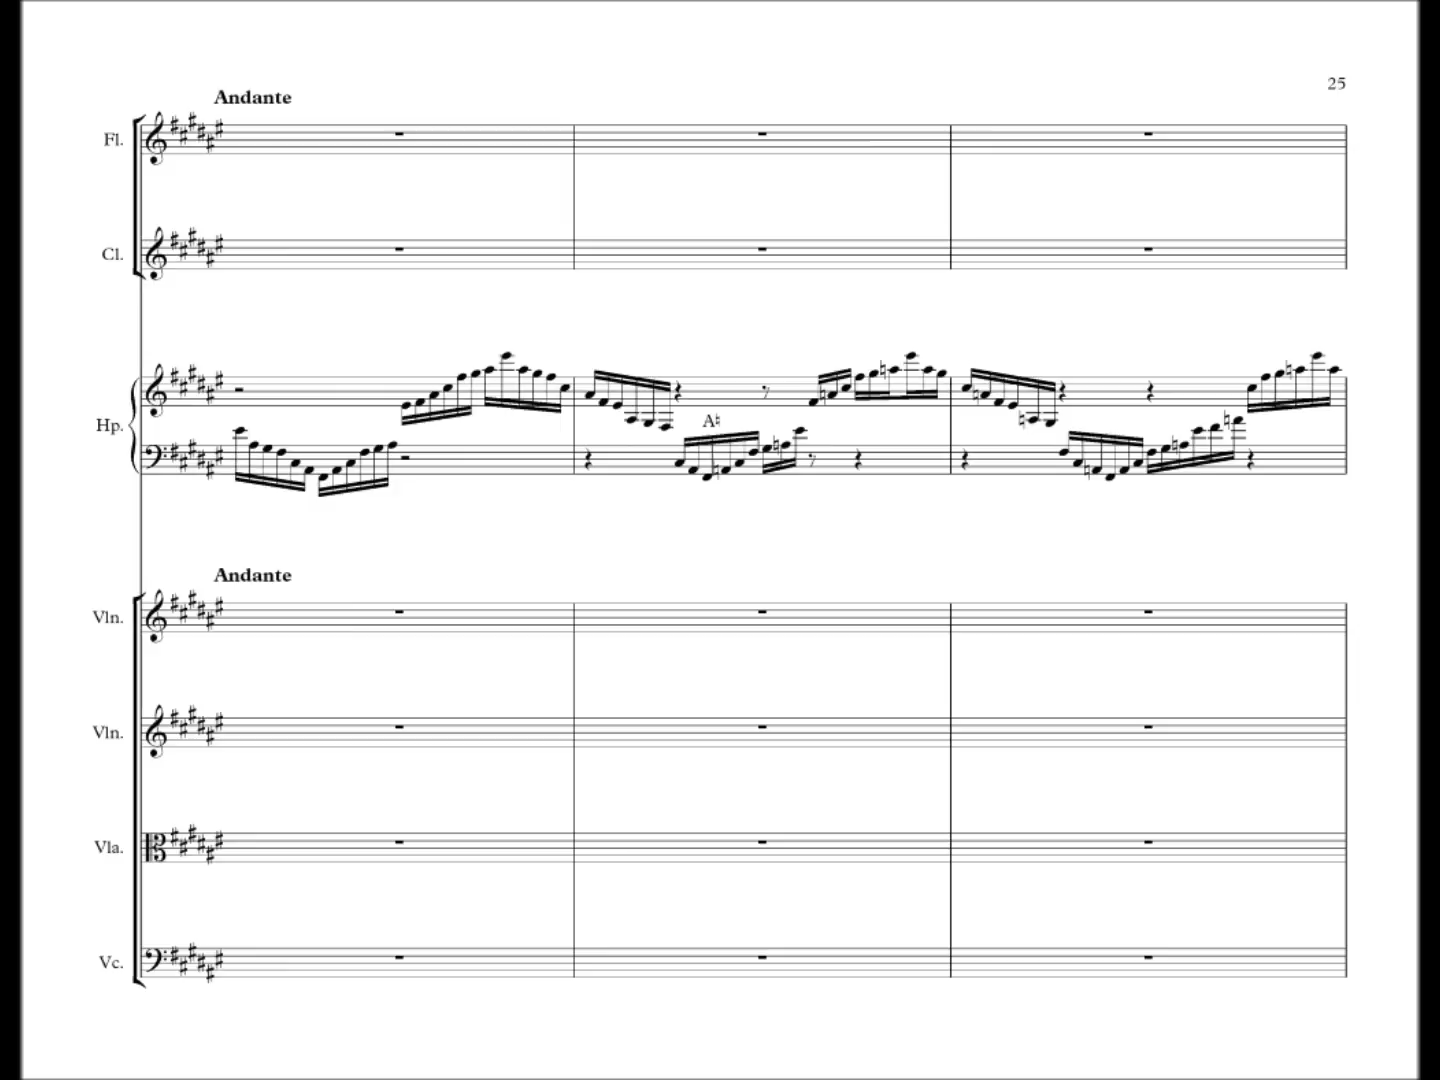 25
Andante
Fl.
Cl.
Hp.
A♮
Andante
Vln.
Vln.
Vla.
Vc.